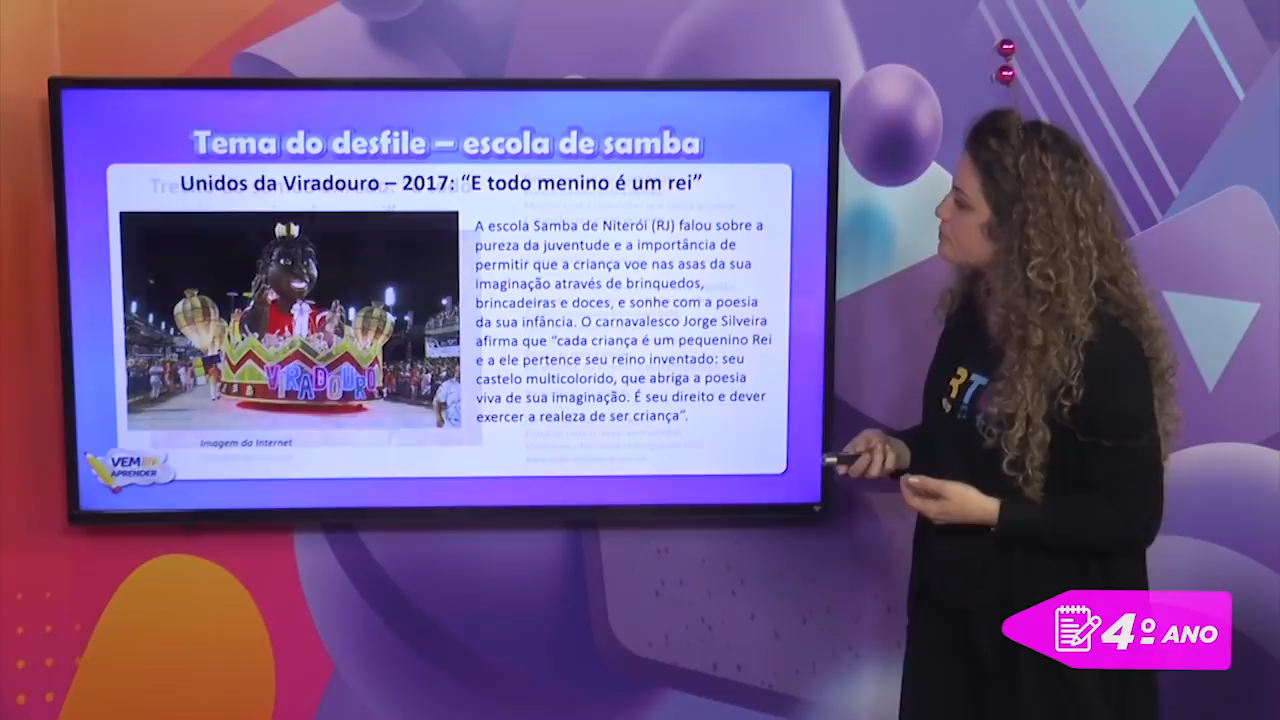 Tema do desfile – escola de samba
Unidos da Viradouro – 2017: “E todo menino é um rei”
A escola Samba de Niterói (RJ) falou sobre a
pureza da juventude e a importância de
permitir que a criança voe nas asas da sua
imaginação através de brinquedos,
brincadeiras e doces, e sonhe com a poesia
da sua infância. O carnavalesco Jorge Silveira
afirma que “cada criança é um pequenino Rei
e a ele pertence seu reino inventado: seu
castelo multicolorido, que abriga a poesia
viva de sua imaginação. É seu direito e dever
exercer a realeza de ser criança”.
VIRADOURO
Imagem da Internet
VEM
APRENDER
4º ANO